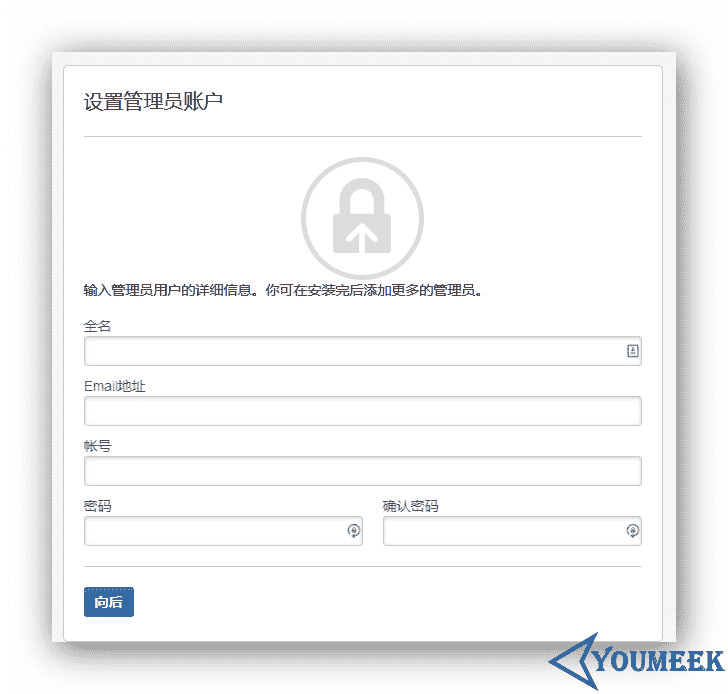 设置管理员账户
输入管理员用户的详细信息。你可在安装完后添加更多的管理员。
全名
Email地址
帐号
密码 确认密码
向后
YOUMEEK